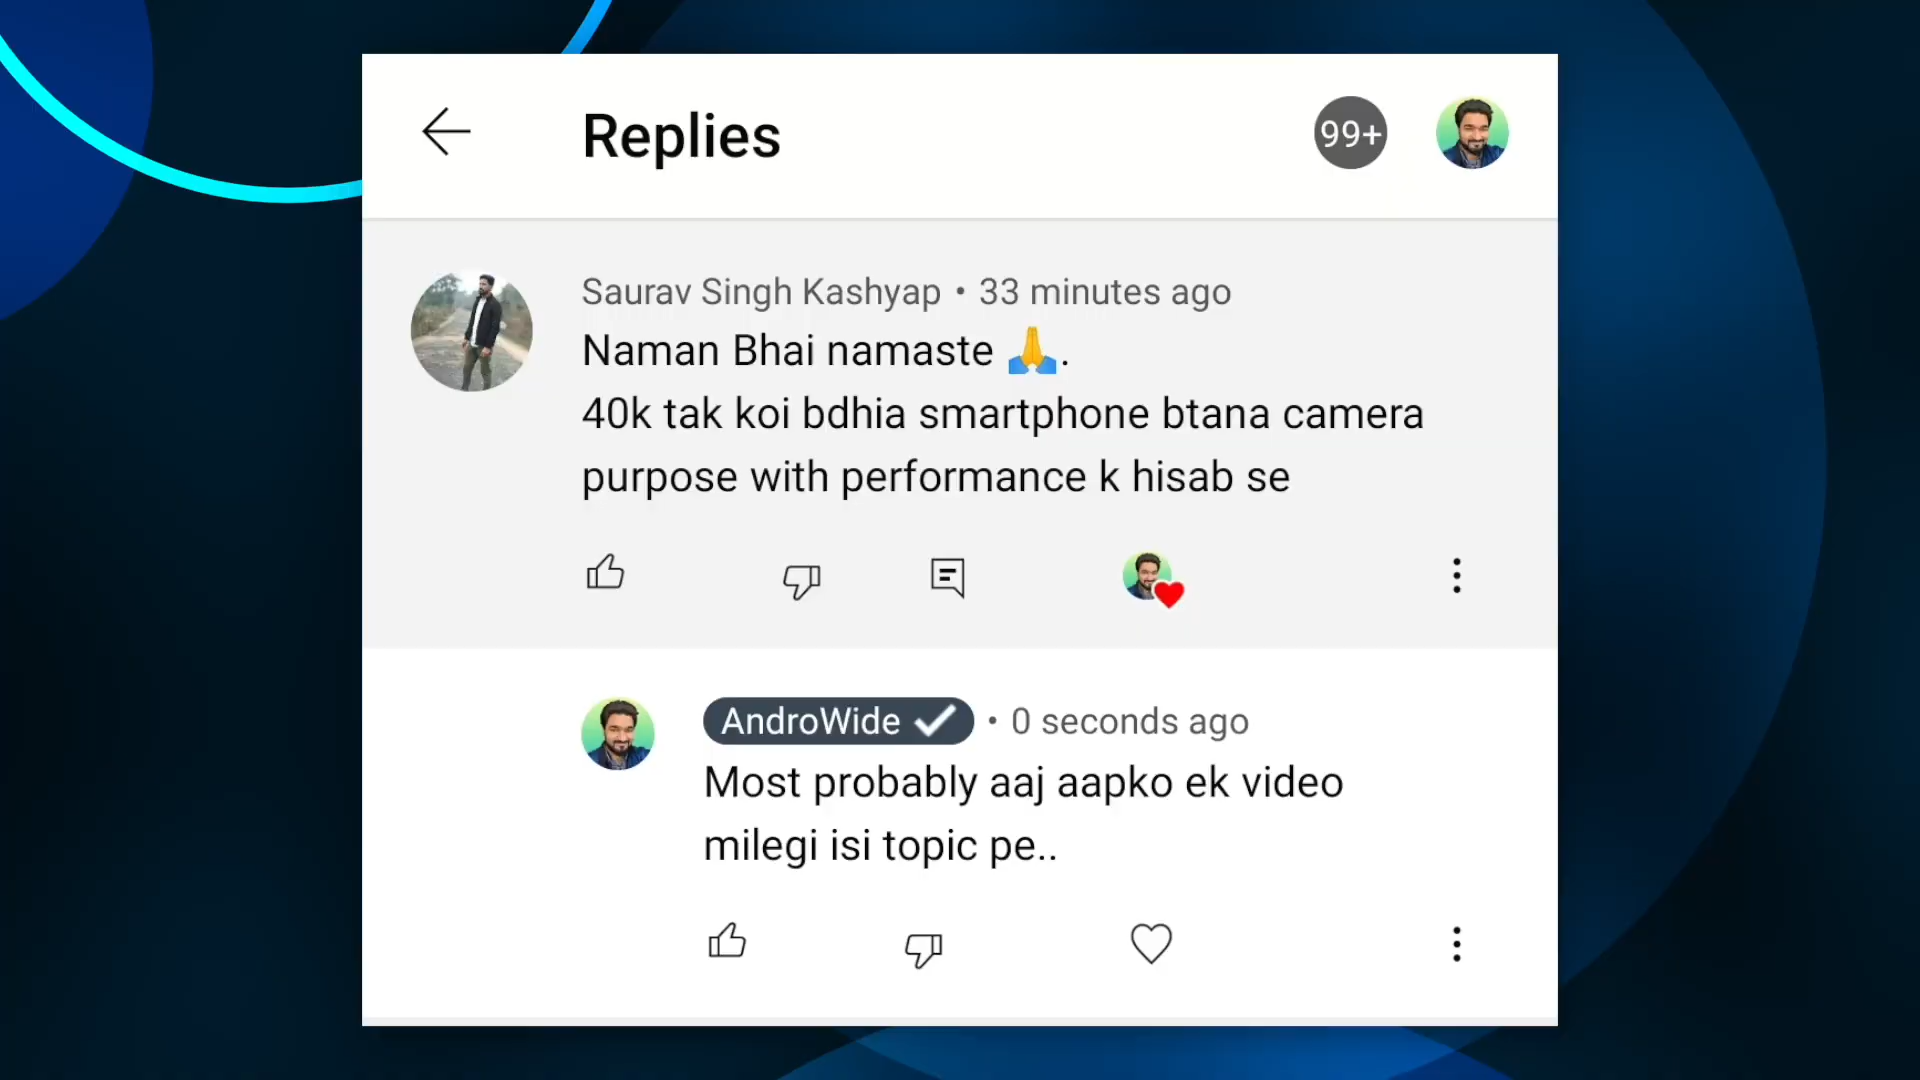 Replies
99+
Saurav Singh Kashyap • 33 minutes ago
Naman Bhai namaste 🙏.
40k tak koi bdhia smartphone btana camera
purpose with performance k hisab se
AndroWide ✔ • 0 seconds ago
Most probably aaj aapko ek video
milegi isi topic pe..